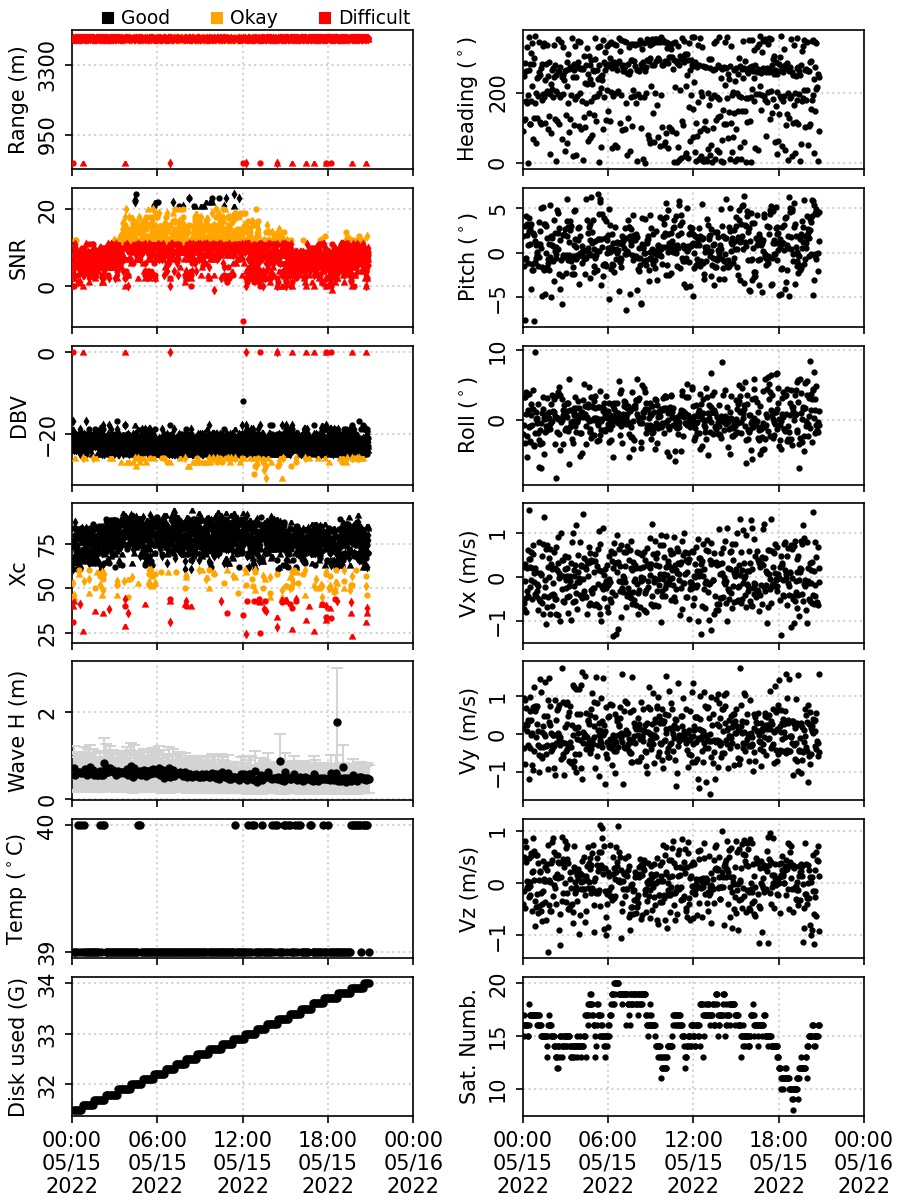 Good Okay Difficult
Range (m)
3300
950
Heading (°)
200
0
SNR
20
0
Pitch (°)
5
0
−5
DBV
0
−20
Roll (°)
10
0
Xc
75
50
25
Vx (m/s)
1
0
−1
Wave H (m)
2
0
Vy (m/s)
1
0
−1
Temp (°C)
40
39
Vz (m/s)
1
0
−1
Disk used (G)
34
33
32
Sat. Numb.
20
15
10
00:00 06:00 12:00 18:00 00:00
05/15 05/15 05/15 05/15 05/16
2022 2022 2022 2022 2022
00:00 06:00 12:00 18:00 00:00
05/15 05/15 05/15 05/15 05/16
2022 2022 2022 2022 2022